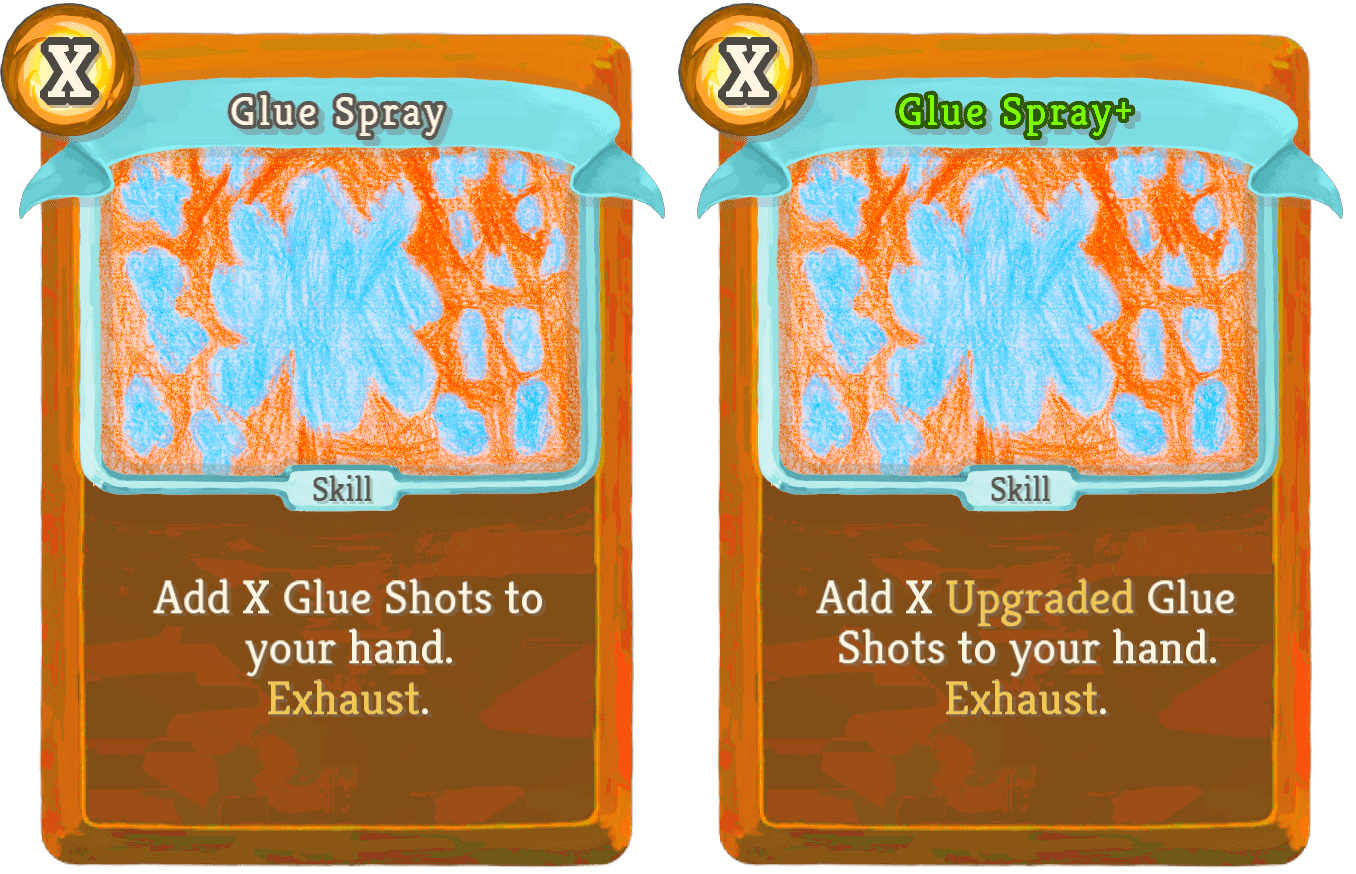 X
Glue Spray
Skill
Add X Glue Shots to
your hand.
Exhaust.
X
Glue Spray+
Skill
Add X Upgraded Glue
Shots to your hand.
Exhaust.